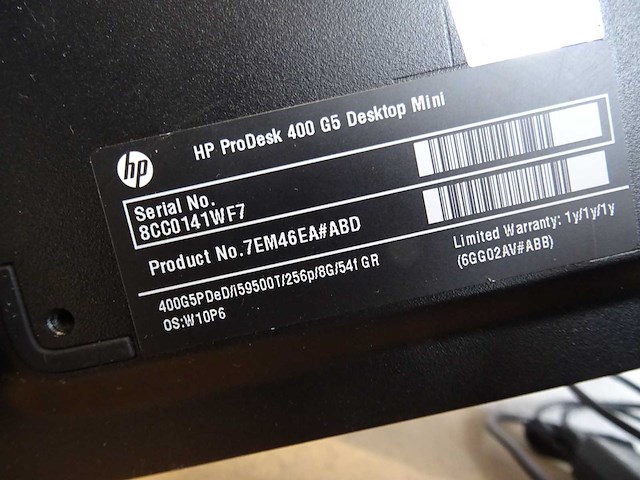 hp
HP ProDesk 400 G5 Desktop Mini
Serial No.
8CC0141WF7
Product No.7EM46EA#ABD
400G5PDeD/i59500T/256p/8G/54f GR
OS:W10P6
Limited Warranty: 1y/1y/1y
(6GG02AV#ABB)